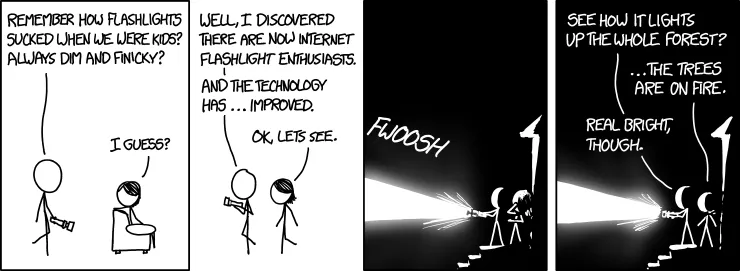 REMEMBER HOW FLASHLIGHTS
SUCKED WHEN WE WERE KIDS?
ALWAYS DIM AND FINICKY?
I GUESS?
WELL, I DISCOVERED
THERE ARE NOW INTERNET
FLASHLIGHT ENTHUSIASTS.
AND THE TECHNOLOGY
HAS ... IMPROVED.
OK, LETS SEE.
FWOOSH
SEE HOW IT LIGHTS
UP THE WHOLE FOREST?
...THE TREES
ARE ON FIRE.
REAL BRIGHT,
THOUGH.